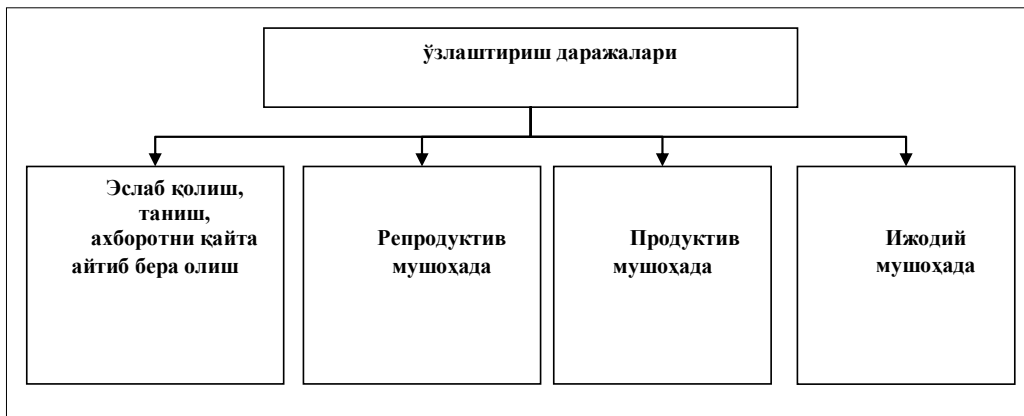 ўзлаштириш даражалари
Эслаб қолиш,
таниш,
ахборотни қайта
айтиб бера олиш
Репродуктив
мушоҳада
Продуктив
мушоҳада
Ижодий
мушоҳада